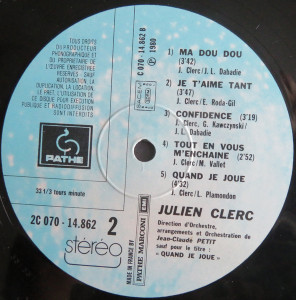 TOUS DROITS
DU PRODUCTEUR
PHONOGRAPHIQUE ET
DU PROPRIETAIRE DE
L'ŒUVRE ENREGISTREE
RESERVES - SAUF
AUTORISATION, LA
DUPLICATION, LA LOCATION,
LE PRET, L'UTILISATION DE
CE DISQUE POUR EXECUTION
PUBLIQUE ET RADIODIFFUSION
SONT INTERDITS
PATHE
33 1/3 tours minute
2C 070 - 14.862 2
stéréo
MADE IN FRANCE BY
PATHE MARCONI
EMI
C 070 - 14.862 B
℗ 1980
1) MA DOU DOU
(3'42)
J. Clerc/J.L. Dabadie
2) JE T'AIME TANT
(3'47)
J. Clerc/E. Roda-Gil
3) CONFIDENCE (3'19)
J. Clerc, G. Kawczynski/
J.L. Dabadie
4) TOUT EN VOUS
M'ENCHAINE (2'52)
J. Clerc/M. Vallet
5) QUAND JE JOUE
(4'32)
J. Clerc/L. Plamondon
JULIEN CLERC
Direction d'Orchestre,
arrangements et Orchestration de
Jean-Claude PETIT
sauf pour le titre :
« QUAND JE JOUE »